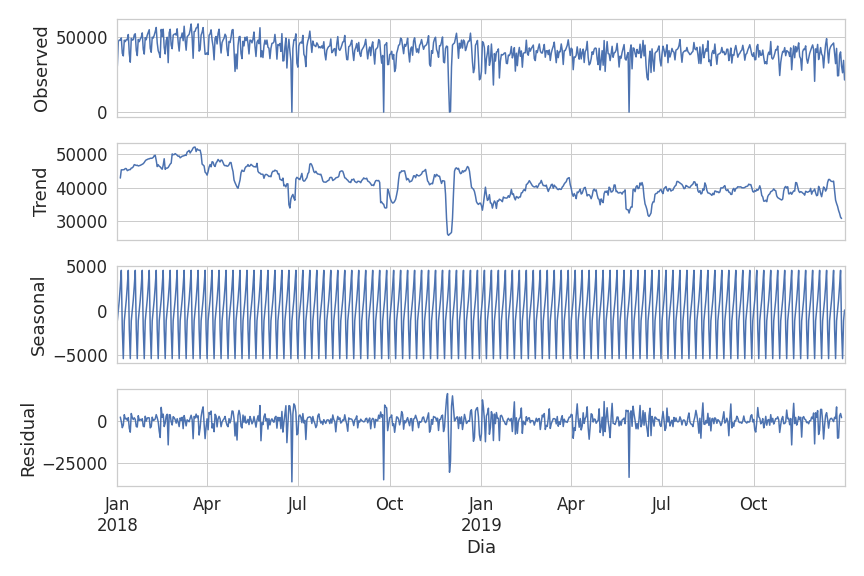 Observed
50000
0
Trend
50000
40000
30000
Seasonal
5000
0
−5000
Residual
0
−25000
Jan Apr Jul Oct Jan Apr Jul Oct
2018 2019
Dia